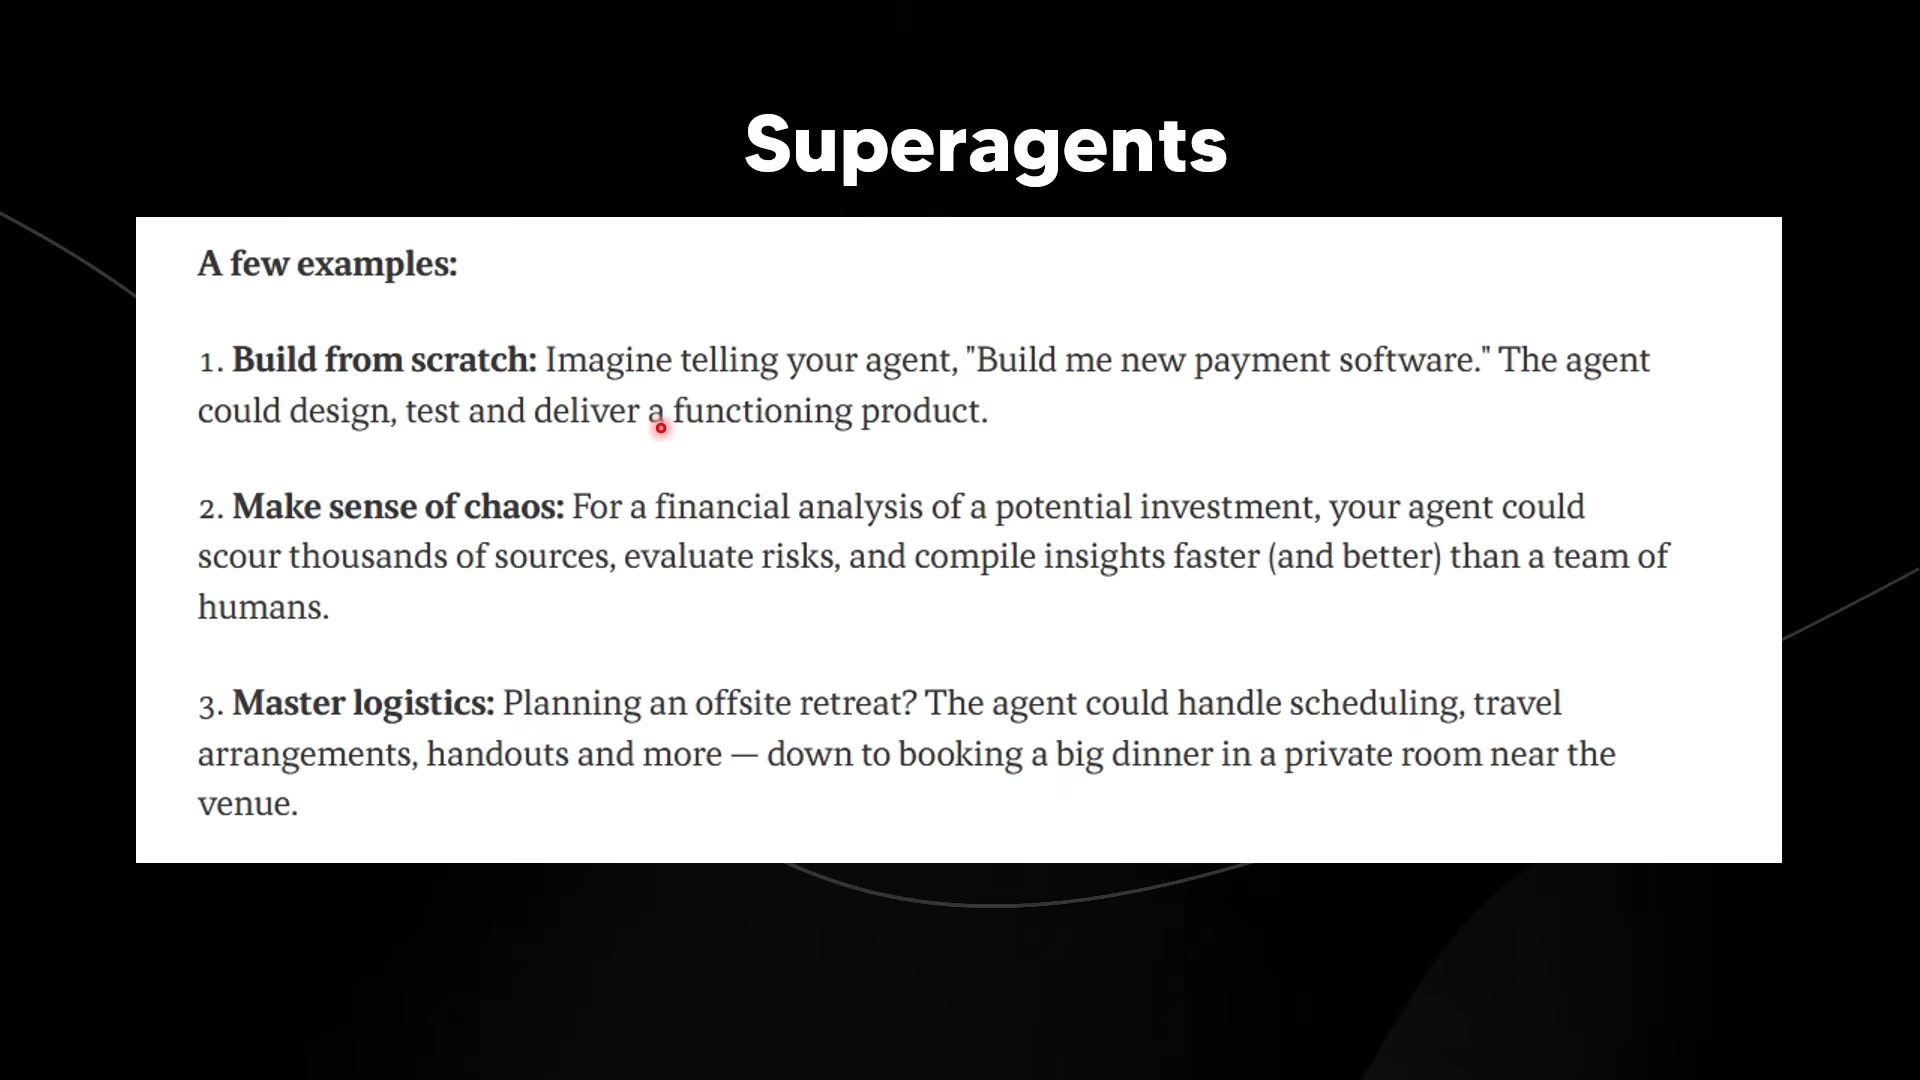 Superagents
A few examples:
1. Build from scratch: Imagine telling your agent, "Build me new payment software." The agent
could design, test and deliver a functioning product.
2. Make sense of chaos: For a financial analysis of a potential investment, your agent could
scour thousands of sources, evaluate risks, and compile insights faster (and better) than a team of
humans.
3. Master logistics: Planning an offsite retreat? The agent could handle scheduling, travel
arrangements, handouts and more — down to booking a big dinner in a private room near the
venue.